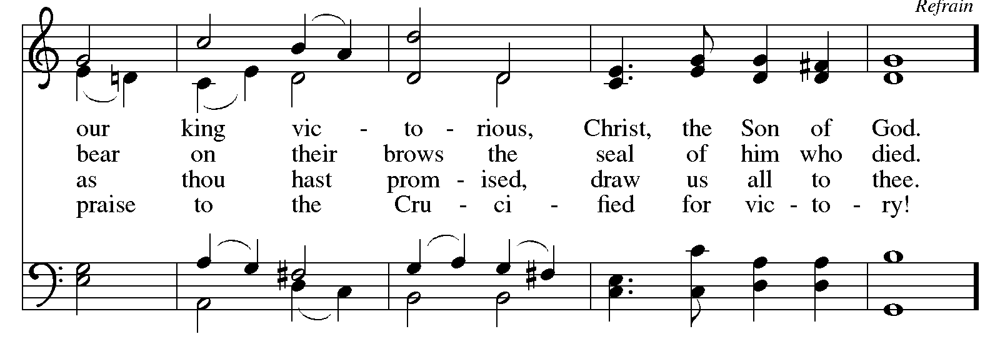 Refrain
our king vic - to - rious, Christ, the Son of God.
bear on their brows the seal of him who died.
as thou hast prom - ised, draw us all to thee.
praise to the Cru - ci - fied for vic - to - ry!